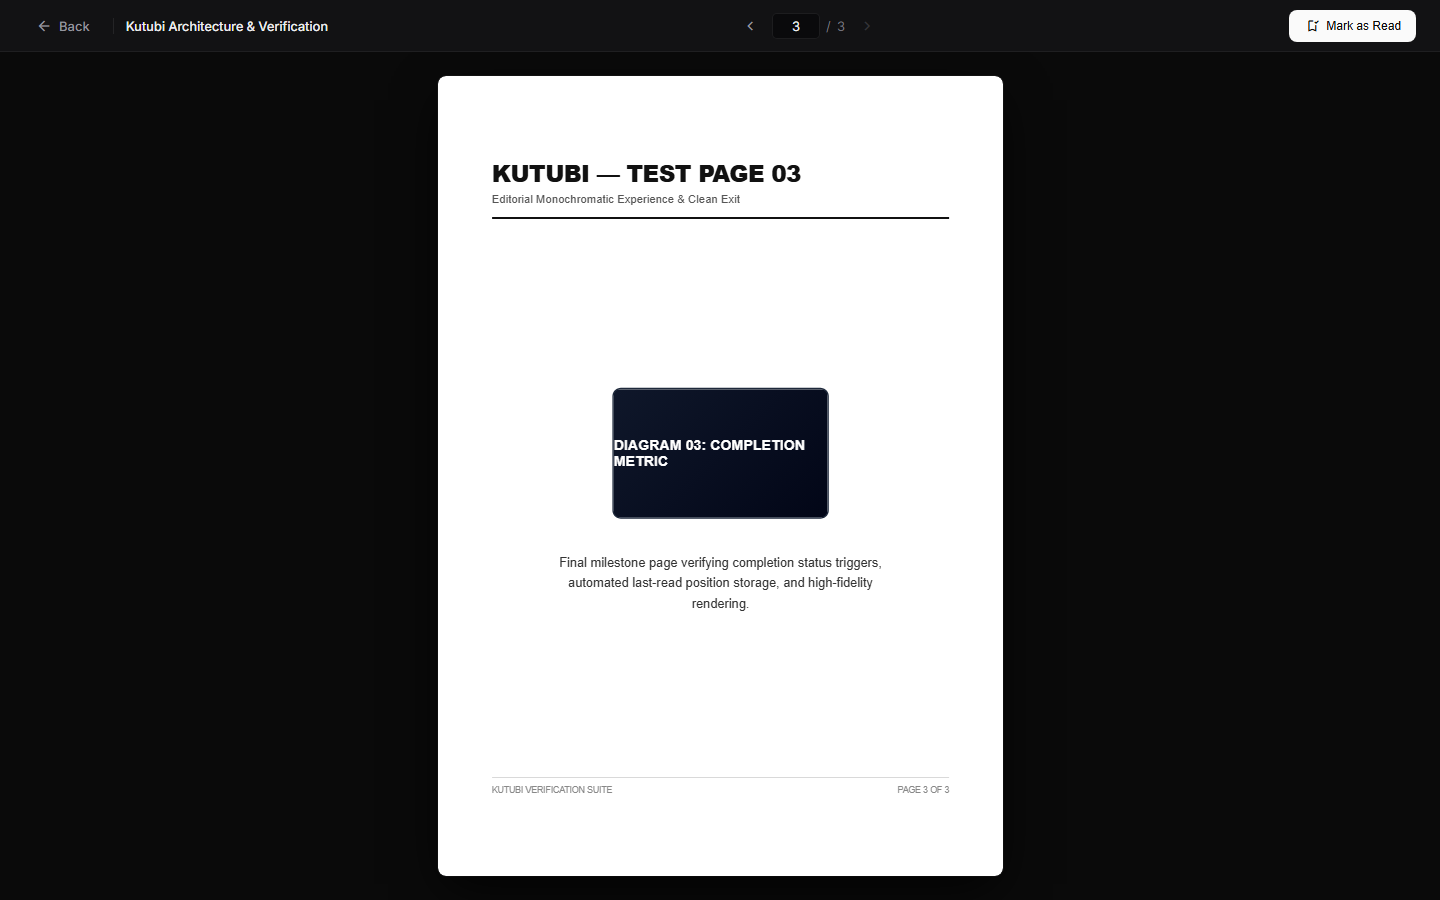 Back
Kutubi Architecture & Verification
3 / 3
Mark as Read
KUTUBI — TEST PAGE 03
Editorial Monochromatic Experience & Clean Exit
DIAGRAM 03: COMPLETION
METRIC
Final milestone page verifying completion status triggers,
automated last-read position storage, and high-fidelity
rendering.
KUTUBI VERIFICATION SUITE
PAGE 3 OF 3